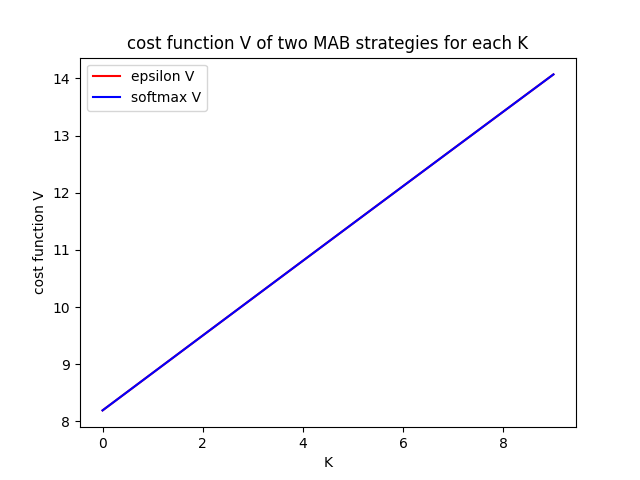 cost function V of two MAB strategies for each K
epsilon V
softmax V
14
13
12
11
10
9
8
cost function V
0 2 4 6 8
K